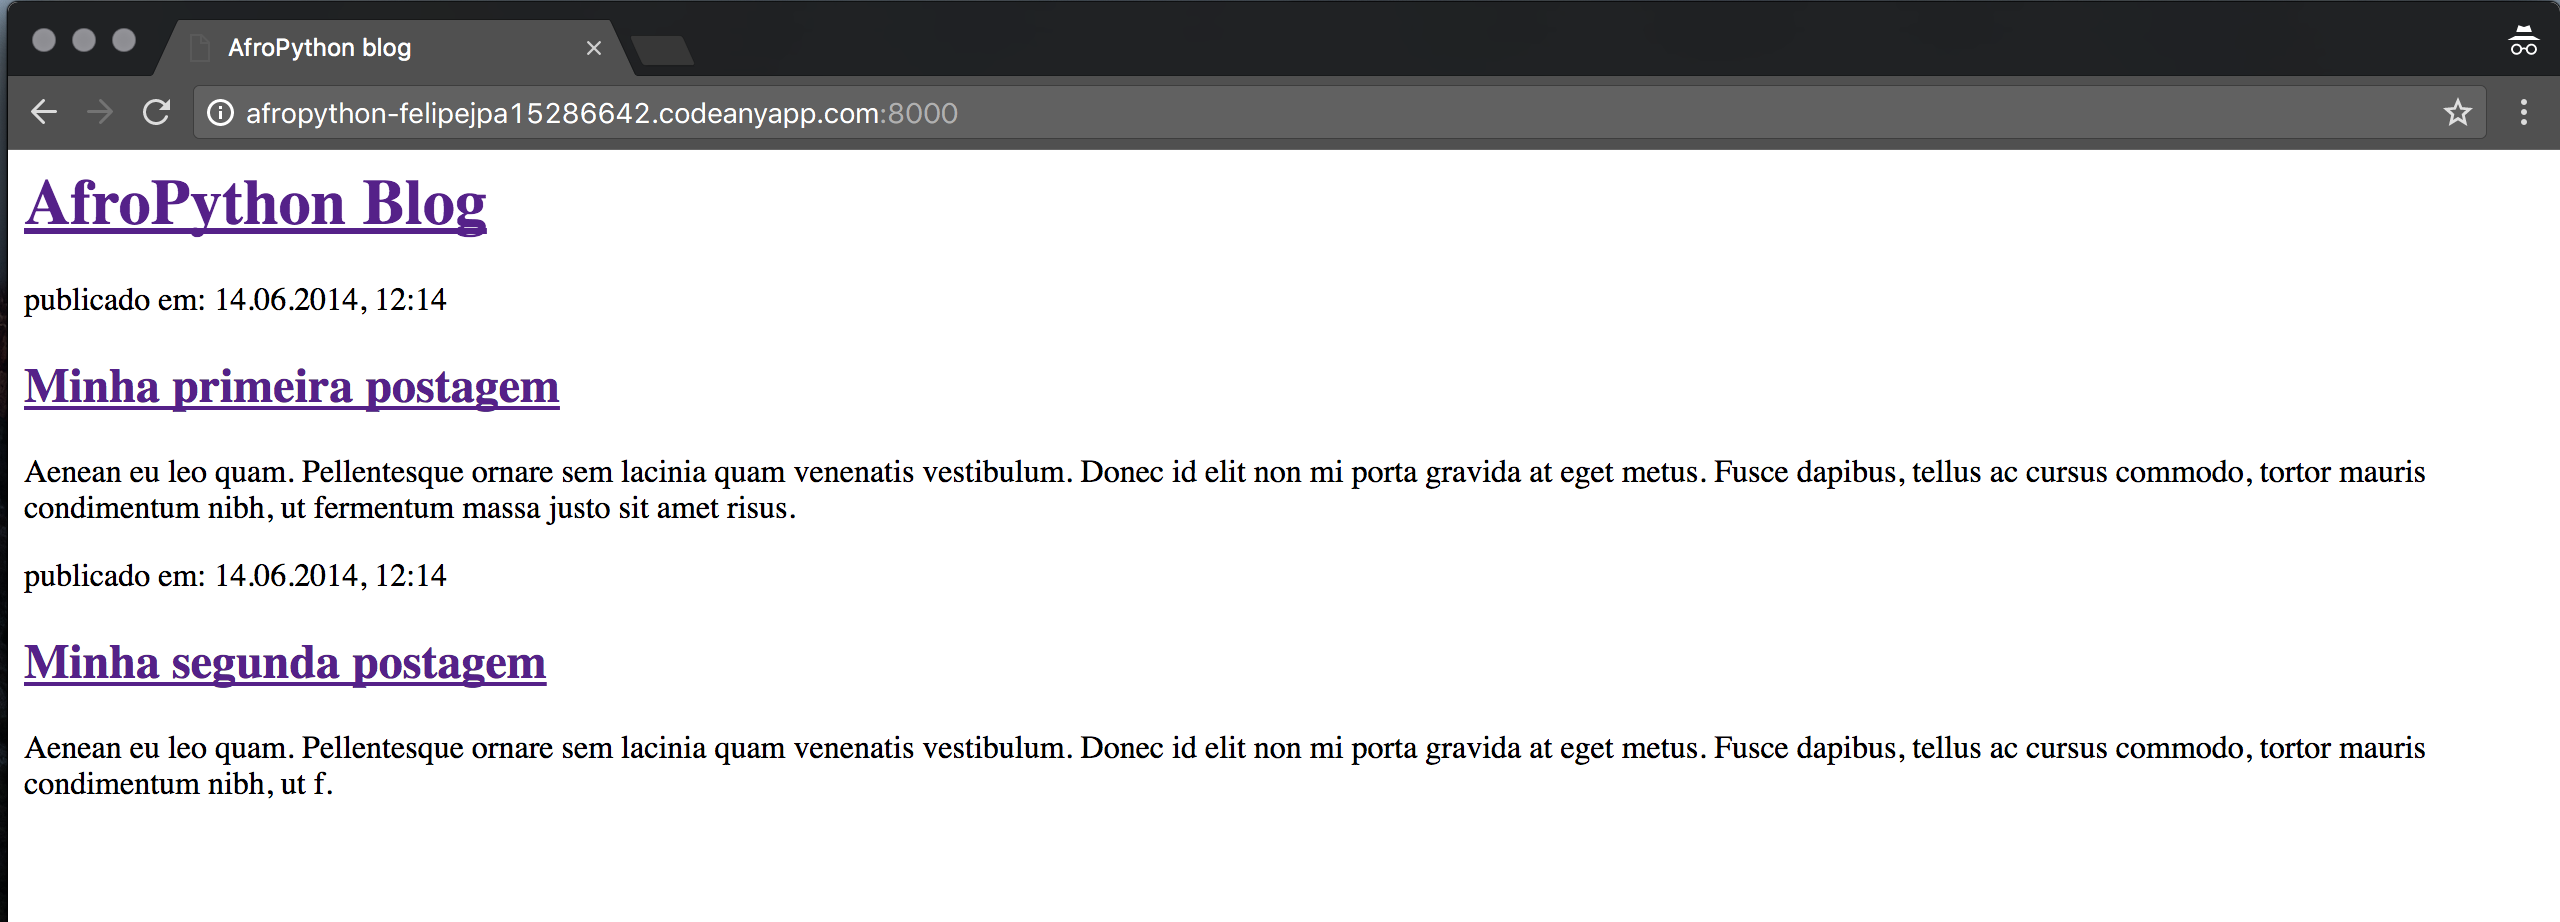 AfroPython blog
afropython-felipejpa15286642.codeanyapp.com:8000
AfroPython Blog
publicado em: 14.06.2014, 12:14
Minha primeira postagem
Aenean eu leo quam. Pellentesque ornare sem lacinia quam venenatis vestibulum. Donec id elit non mi porta gravida at eget metus. Fusce dapibus, tellus ac cursus commodo, tortor mauris
condimentum nibh, ut fermentum massa justo sit amet risus.
publicado em: 14.06.2014, 12:14
Minha segunda postagem
Aenean eu leo quam. Pellentesque ornare sem lacinia quam venenatis vestibulum. Donec id elit non mi porta gravida at eget metus. Fusce dapibus, tellus ac cursus commodo, tortor mauris
condimentum nibh, ut f.